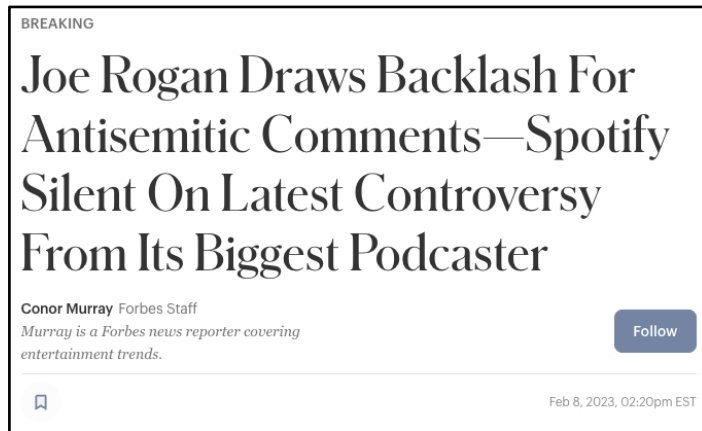 BREAKING
Joe Rogan Draws Backlash For
Antisemitic Comments—Spotify
Silent On Latest Controversy
From Its Biggest Podcaster
Conor Murray Forbes Staff
Murray is a Forbes news reporter covering
entertainment trends.
Follow
Feb 8, 2023, 02:20pm EST